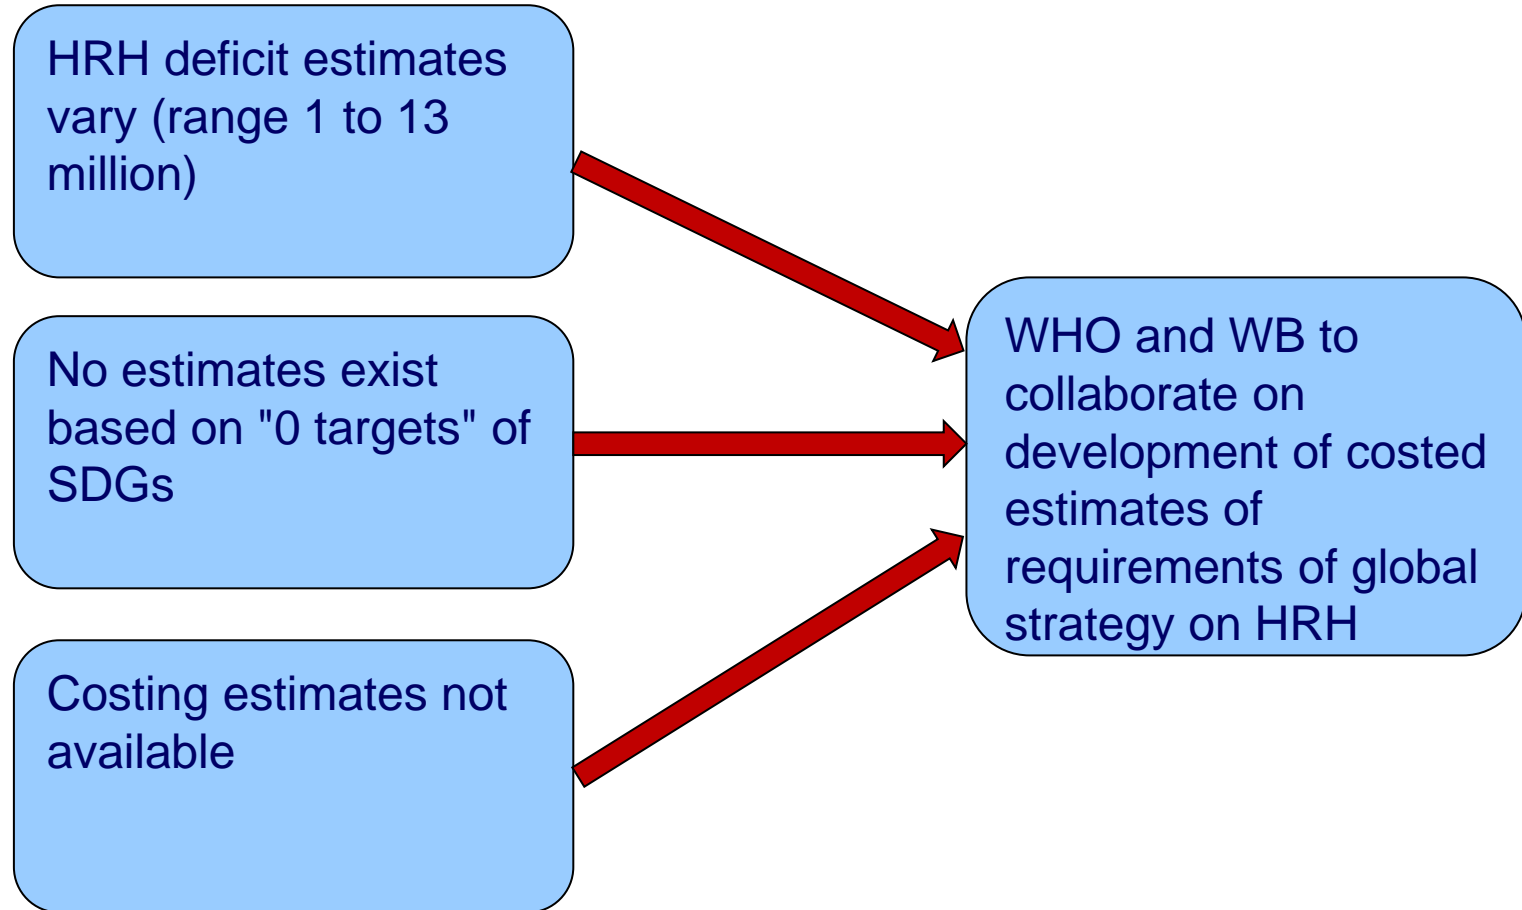 HRH deficit estimates
vary (range 1 to 13
million)
No estimates exist
based on "0 targets" of
SDGs
Costing estimates not
available
WHO and WB to
collaborate on
development of costed
estimates of
requirements of global
strategy on HRH